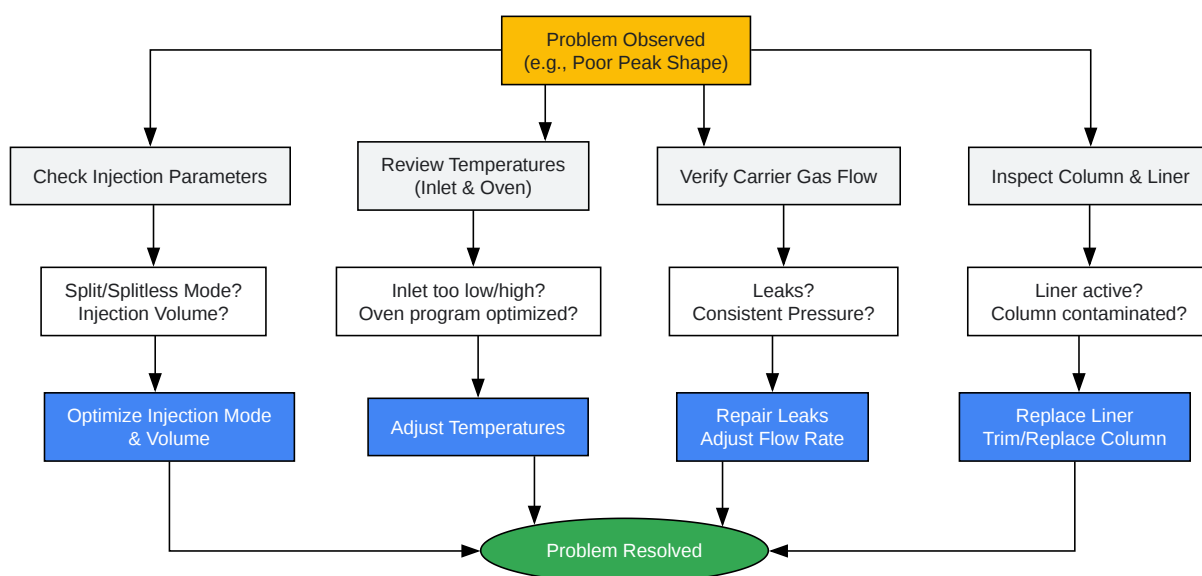 Problem Observed
(e.g., Poor Peak Shape)
Check Injection Parameters
Review Temperatures
(Inlet & Oven)
Verify Carrier Gas Flow
Inspect Column & Liner
Split/Splitless Mode?
Injection Volume?
Inlet too low/high?
Oven program optimized?
Leaks?
Consistent Pressure?
Liner active?
Column contaminated?
Optimize Injection Mode
& Volume
Adjust Temperatures
Repair Leaks
Adjust Flow Rate
Replace Liner
Trim/Replace Column
Problem Resolved